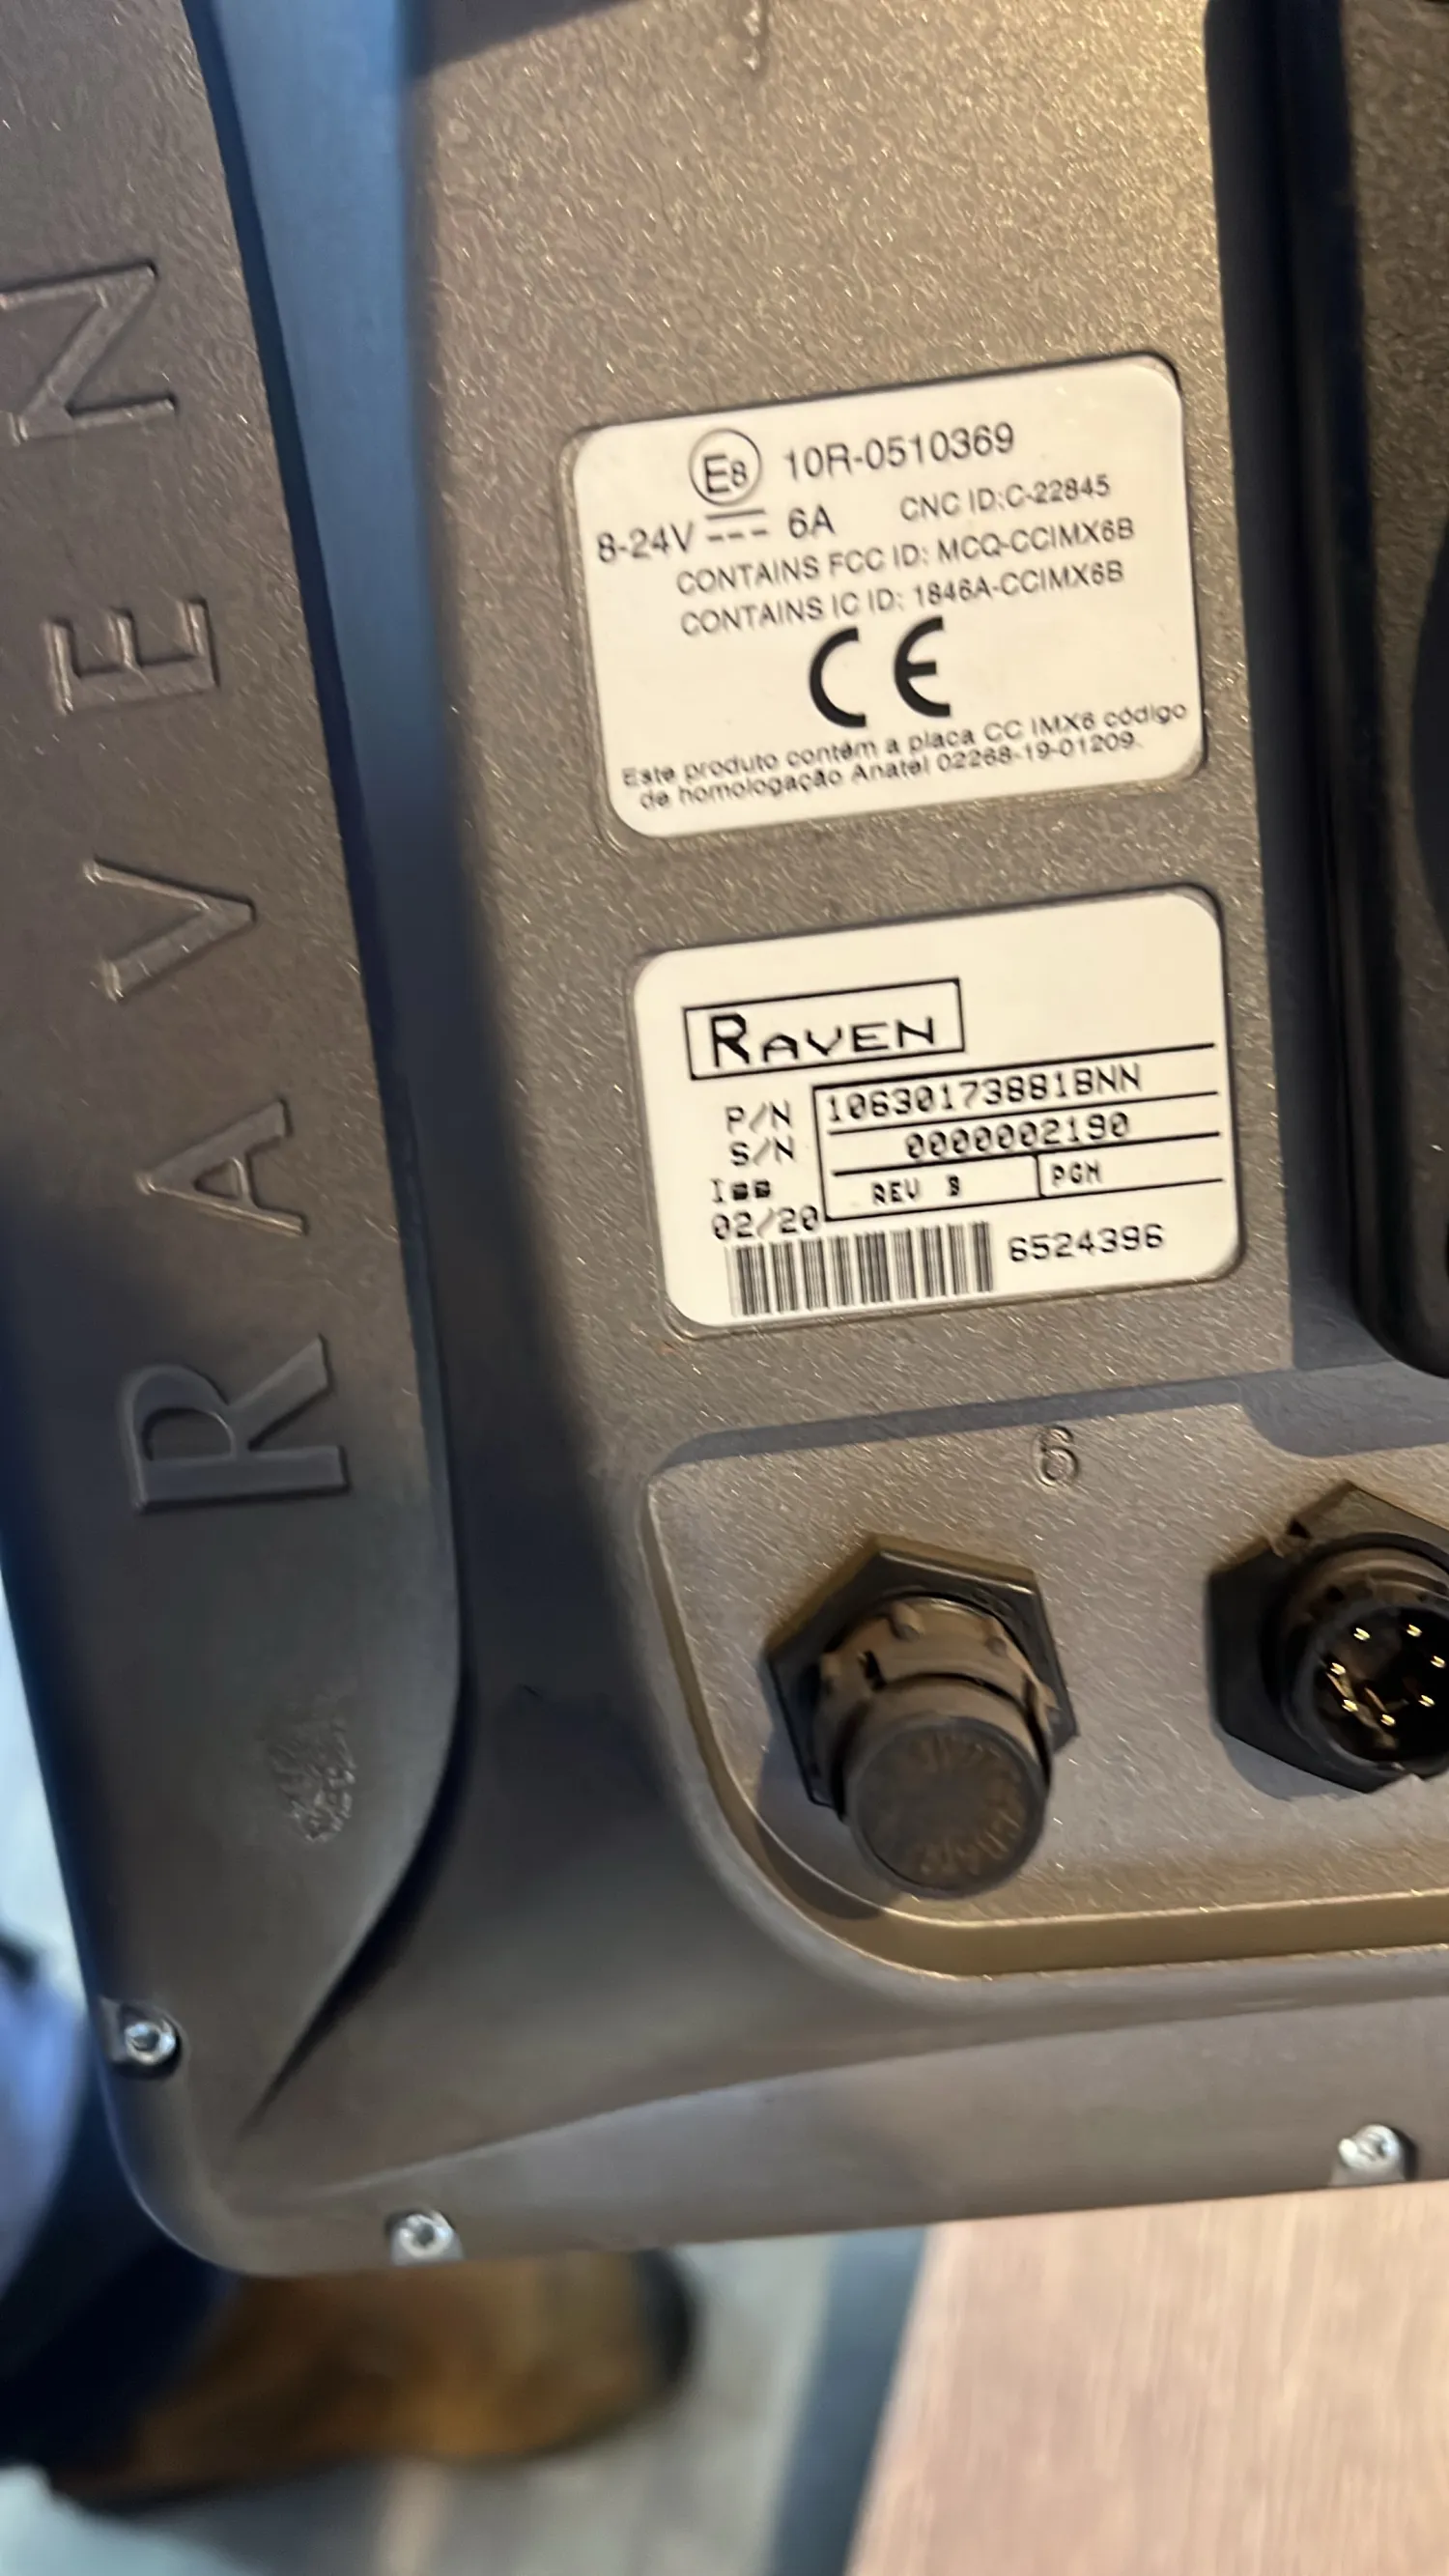 RAVEN
E8 10R-0510369
8-24V 6A CNC ID:C-22845
CONTAINS FCC ID: MCQ-CCIMX6B
CONTAINS IC ID: 1846A-CCIMX6B
CE
Este produto contém a placa CC IMX6 código
de homologação Anatel 02268-19-01209.
RAVEN
P/N 10630173881BNN
S/N 0000002190
REV B PGM
02/20
6524396
6